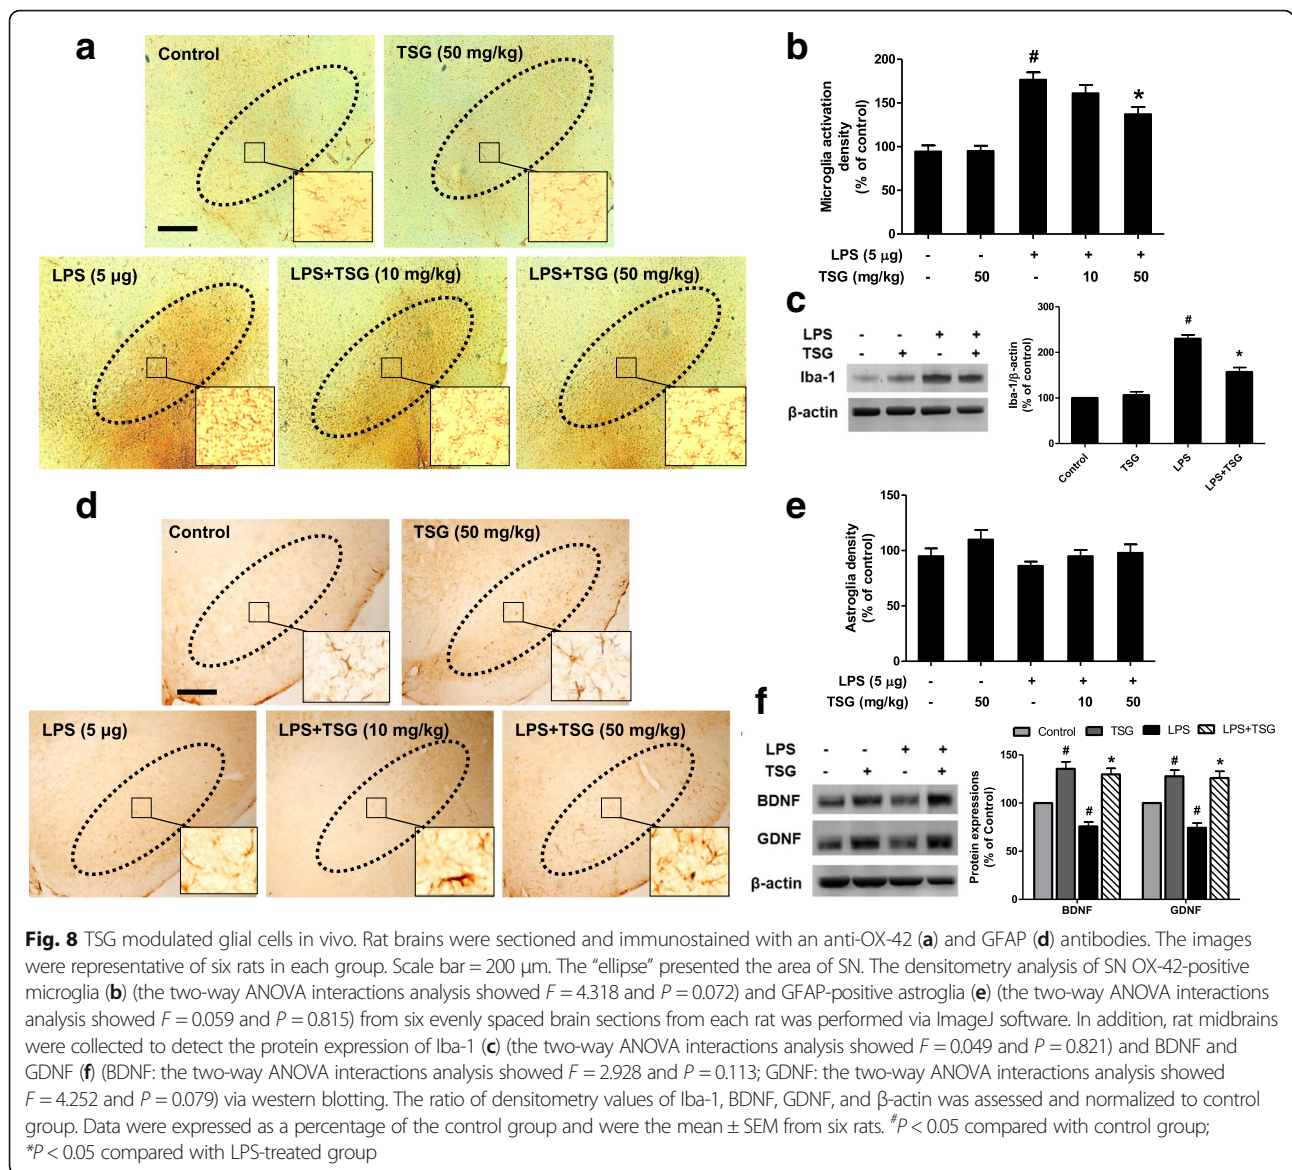 a
Control
TSG (50 mg/kg)
LPS (5 µg)
LPS+TSG (10 mg/kg)
LPS+TSG (50 mg/kg)
b
Microglia activation
density
(% of control)
200
150
100
50
0
#
*
LPS (5 µg) - - + + +
TSG (mg/kg) - 50 - 10 50
c
LPS - - + +
TSG - + - +
Iba-1
β-actin
Iba-1/β-actin
(% of control)
300
200
100
0
#
*
Control TSG LPS LPS+TSG
d
Control
TSG (50 mg/kg)
LPS (5 µg)
LPS+TSG (10 mg/kg)
LPS+TSG (50 mg/kg)
e
Astroglia density
(% of control)
150
100
50
0
LPS (5 µg) - - + + +
TSG (mg/kg) - 50 - 10 50
f
LPS - - + +
TSG - + - +
BDNF
GDNF
β-actin
Control TSG LPS LPS+TSG
Protein expressions
(% of Control)
150
100
50
0
# # * # # *
BDNF GDNF
Fig. 8 TSG modulated glial cells in vivo. Rat brains were sectioned and immunostained with an anti-OX-42 (a) and GFAP (d) antibodies. The images
were representative of six rats in each group. Scale bar = 200 µm. The “ellipse” presented the area of SN. The densitometry analysis of SN OX-42-positive
microglia (b) (the two-way ANOVA interactions analysis showed F = 4.318 and P = 0.072) and GFAP-positive astroglia (e) (the two-way ANOVA interactions
analysis showed F = 0.059 and P = 0.815) from six evenly spaced brain sections from each rat was performed via ImageJ software. In addition, rat midbrains
were collected to detect the protein expression of Iba-1 (c) (the two-way ANOVA interactions analysis showed F = 0.049 and P = 0.821) and BDNF and
GDNF (f) (BDNF: the two-way ANOVA interactions analysis showed F = 2.928 and P = 0.113; GDNF: the two-way ANOVA interactions analysis showed
F = 4.252 and P = 0.079) via western blotting. The ratio of densitometry values of Iba-1, BDNF, GDNF, and β-actin was assessed and normalized to control
group. Data were expressed as a percentage of the control group and were the mean ± SEM from six rats. #P < 0.05 compared with control group;
*P < 0.05 compared with LPS-treated group